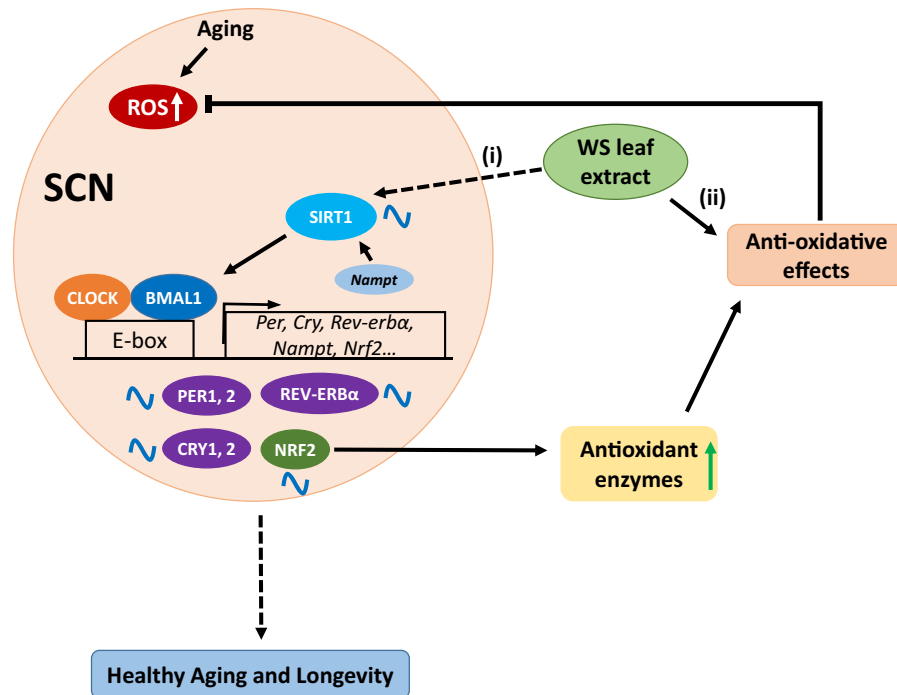 Aging
ROS
SCN
WS leaf
extract
(i)
(ii)
SIRT1
Anti-oxidative
effects
Nampt
CLOCK
BMAL1
E-box
Per, Cry, Rev-erbα,
Nampt, Nrf2...
PER1, 2
REV-ERBα
CRY1, 2
NRF2
Antioxidant
enzymes
Healthy Aging and Longevity